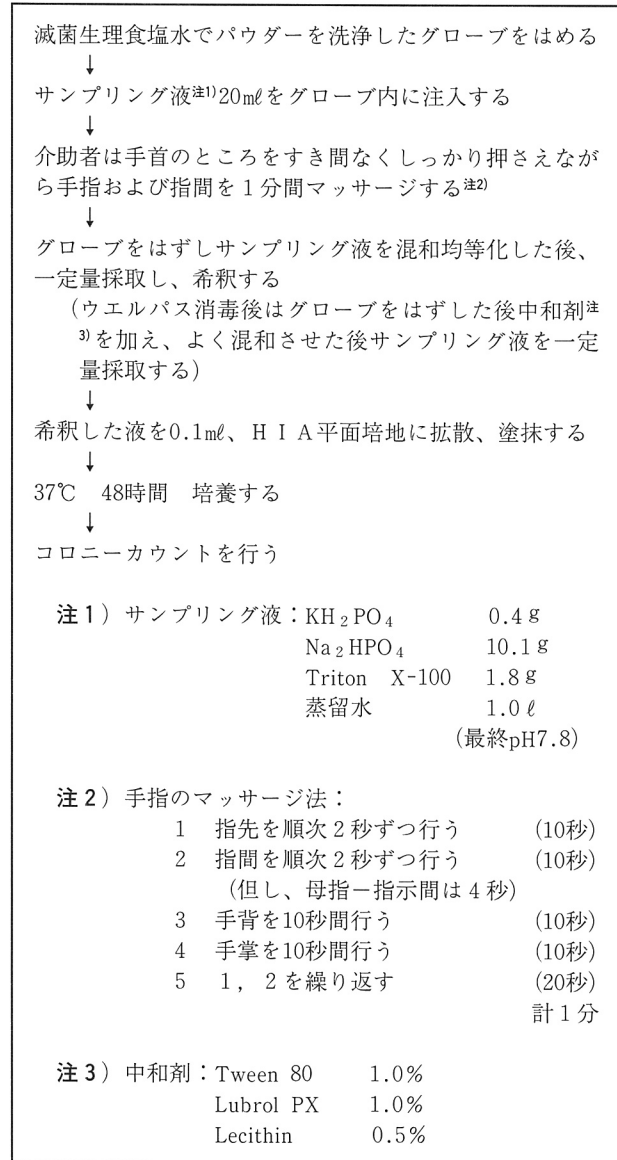 滅菌生理食塩水でパウダーを洗浄したグローブをはめる
↓
サンプリング液注1)20mℓをグローブ内に注入する
↓
介助者は手首のところをすき間なくしっかり押さえなが
ら手指および指間を1分間マッサージする注2)
↓
グローブをはずしサンプリング液を混和均等化した後、
一定量採取し、希釈する
(ウエルパス消毒後はグローブをはずした後中和剤注
3)を加え、よく混和させた後サンプリング液を一定
量採取する)
↓
希釈した液を0.1mℓ、HIA平面培地に拡散、塗抹する
↓
37℃ 48時間 培養する
↓
コロニーカウントを行う
注1) サンプリング液:KH2PO4 0.4g
Na2HPO4 10.1g
Triton X-100 1.8g
蒸留水 1.0ℓ
(最終pH7.8)
注2) 手指のマッサージ法:
1 指先を順次2秒ずつ行う (10秒)
2 指間を順次2秒ずつ行う (10秒)
(但し、母指-指示間は4秒)
3 手背を10秒間行う (10秒)
4 手掌を10秒間行う (10秒)
5 1, 2を繰り返す (20秒)
計1分
注3) 中和剤:Tween 80 1.0%
Lubrol PX 1.0%
Lecithin 0.5%